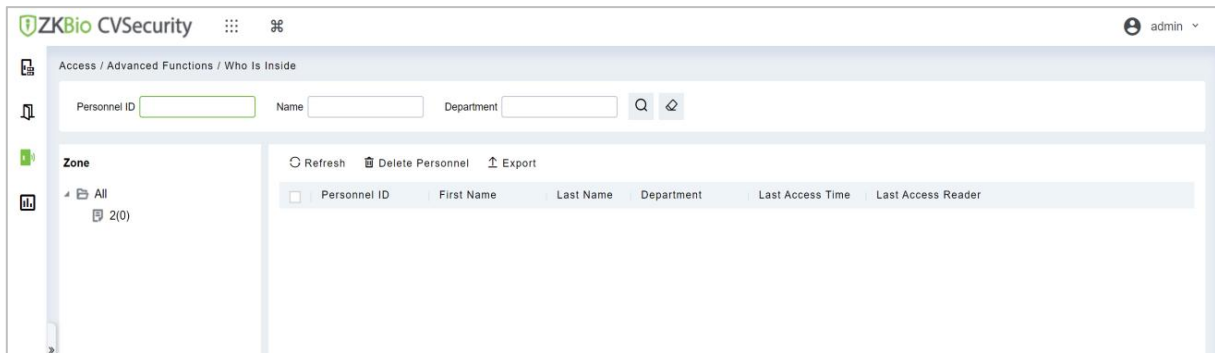 ZKBio CVSecurity
admin
Access / Advanced Functions / Who Is Inside
Personnel ID Name Department
Zone
All
2(0)
Refresh Delete Personnel Export
Personnel ID First Name Last Name Department Last Access Time Last Access Reader